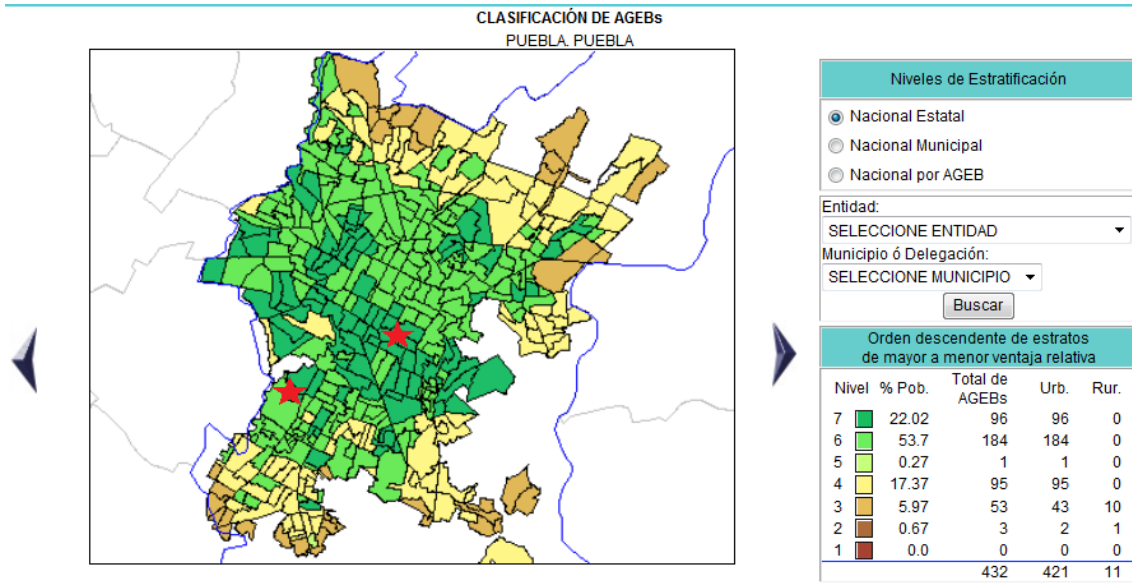 CLASIFICACIÓN DE AGEBs
PUEBLA. PUEBLA
Niveles de Estratificación
Nacional Estatal
Nacional Municipal
Nacional por AGEB
Entidad:
SELECCIONE ENTIDAD
Municipio ó Delegación:
SELECCIONE MUNICIPIO
Buscar
Orden descendente de estratos
de mayor a menor ventaja relativa
Nivel % Pob. Total de AGEBs Urb. Rur.
7 22.02 96 96 0
6 53.7 184 184 0
5 0.27 1 1 0
4 17.37 95 95 0
3 5.97 53 43 10
2 0.67 3 2 1
1 0.0 0 0 0
432 421 11